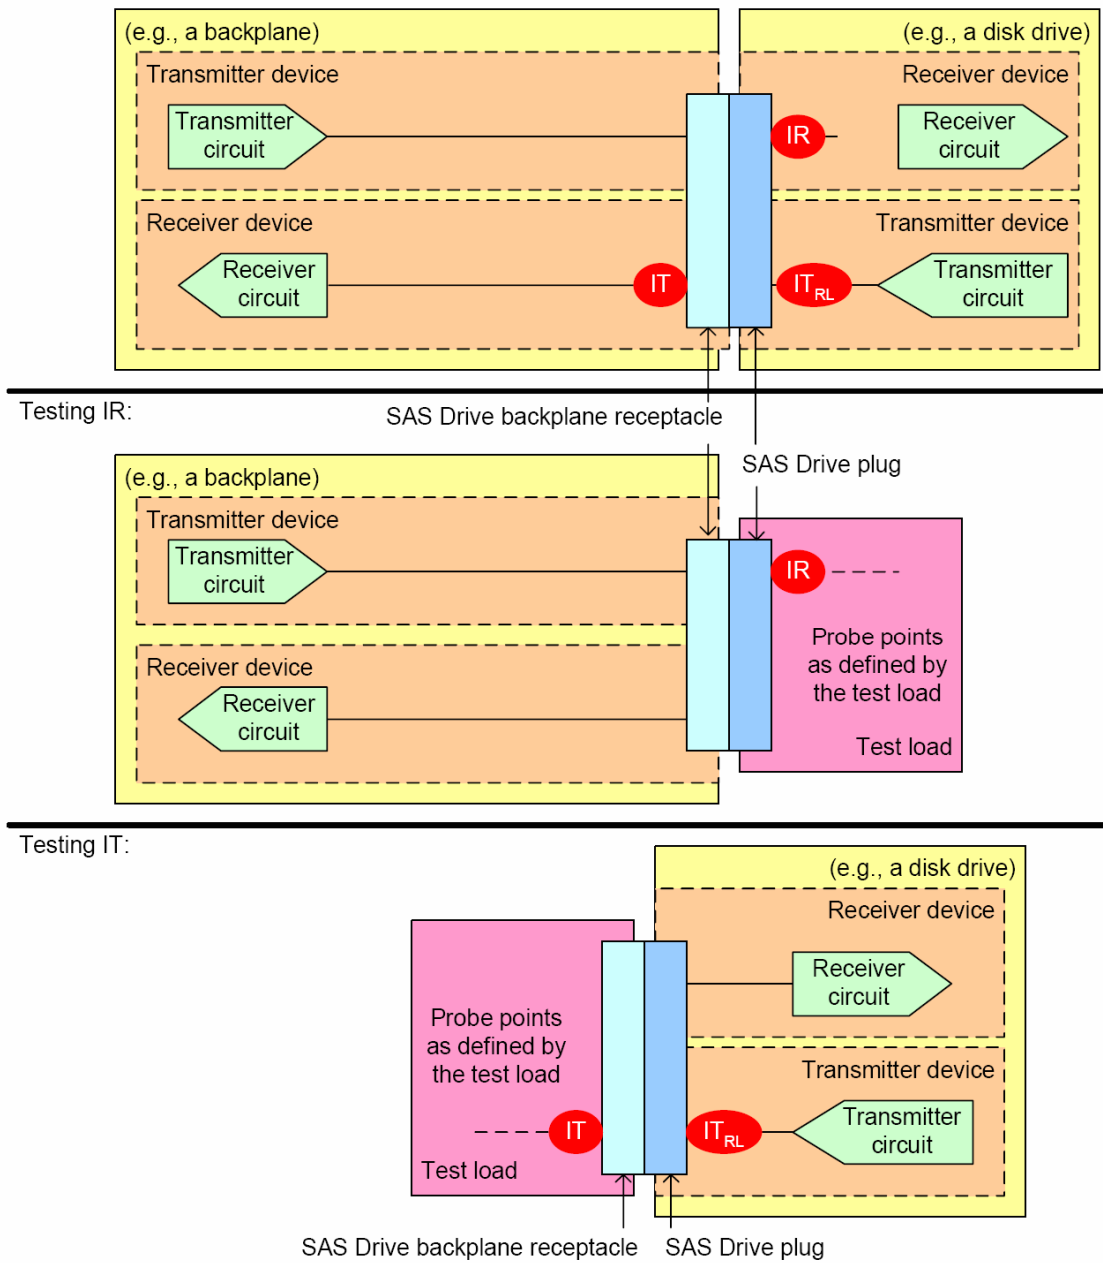 (e.g., a backplane)
(e.g., a disk drive)
Transmitter device
Receiver device
Transmitter
circuit
IR
Receiver
circuit
Receiver device
Transmitter device
Receiver
circuit
IT
ITRL
Transmitter
circuit
Testing IR:
SAS Drive backplane receptacle
SAS Drive plug
(e.g., a backplane)
Transmitter device
Transmitter
circuit
IR
Probe points
as defined by
the test load
Receiver device
Receiver
circuit
Test load
Testing IT:
(e.g., a disk drive)
Receiver device
Receiver
circuit
Probe points
as defined by
the test load
Transmitter device
IT
ITRL
Transmitter
circuit
Test load
SAS Drive backplane receptacle
SAS Drive plug